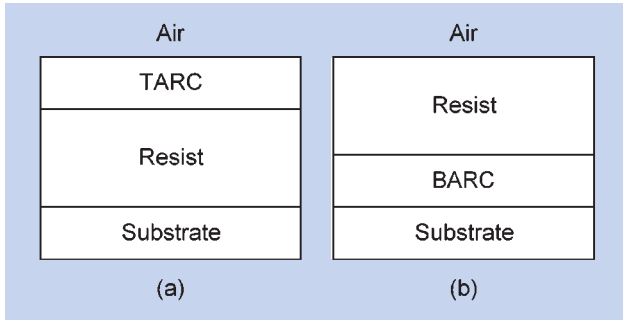 Air
TARC
Resist
Substrate
(a)
Air
Resist
BARC
Substrate
(b)